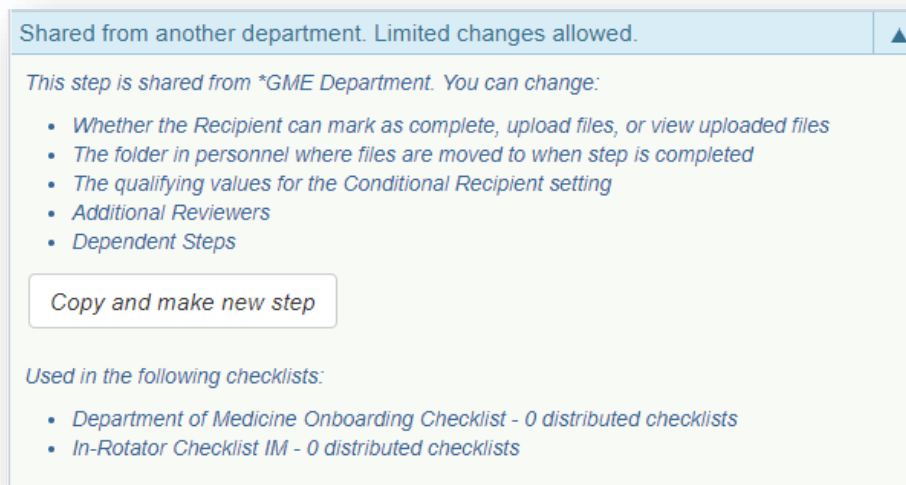 Shared from another department. Limited changes allowed.
This step is shared from *GME Department. You can change:
• Whether the Recipient can mark as complete, upload files, or view uploaded files
• The folder in personnel where files are moved to when step is completed
• The qualifying values for the Conditional Recipient setting
• Additional Reviewers
• Dependent Steps
Copy and make new step
Used in the following checklists:
• Department of Medicine Onboarding Checklist - 0 distributed checklists
• In-Rotator Checklist IM - 0 distributed checklists